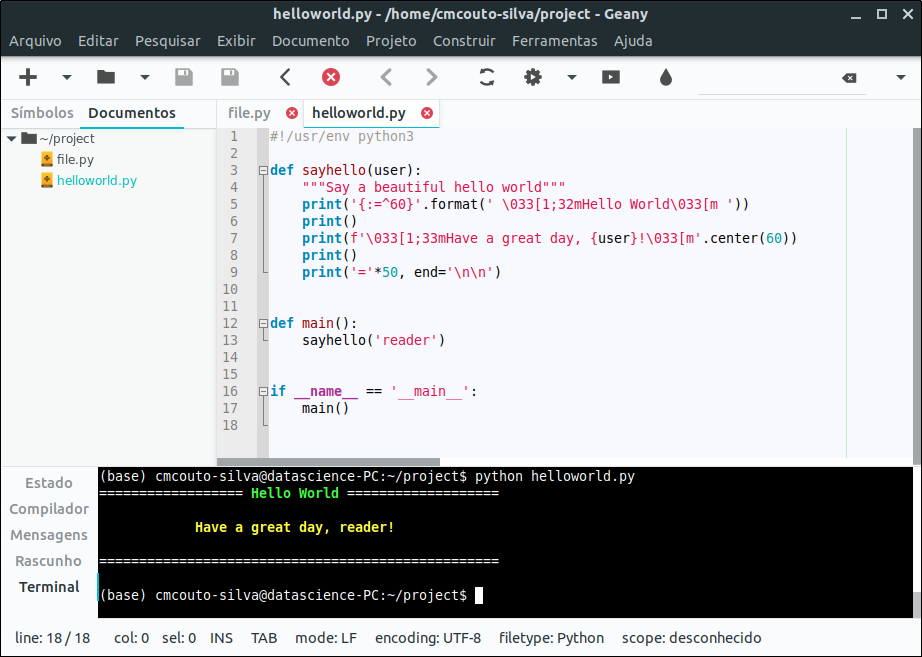 helloworld.py - /home/cmcouto-silva/project - Geany
Arquivo Editar Pesquisar Exibir Documento Projeto Construir Ferramentas Ajuda
Símbolos Documentos
~/project
file.py
helloworld.py
file.py helloworld.py
1 #!/usr/env python3
2
3 def sayhello(user):
4     """Say a beautiful hello world"""
5     print('{:=^60}'.format(' \033[1;32mHello World\033[m '))
6     print()
7     print(f'\033[1;33mHave a great day, {user}!\033[m'.center(60))
8     print()
9     print('='*50, end='\n\n')
10
11
12 def main():
13     sayhello('reader')
14
15
16 if __name__ == '__main__':
17     main()
18
Estado
Compilador
Mensagens
Rascunho
Terminal
(base) cmcouto-silva@datascience-PC:~/project$ python helloworld.py
================== Hello World ===================
Have a great day, reader!
==================================================
(base) cmcouto-silva@datascience-PC:~/project$
line: 18 / 18 col: 0 sel: 0 INS TAB mode: LF encoding: UTF-8 filetype: Python scope: desconhecido